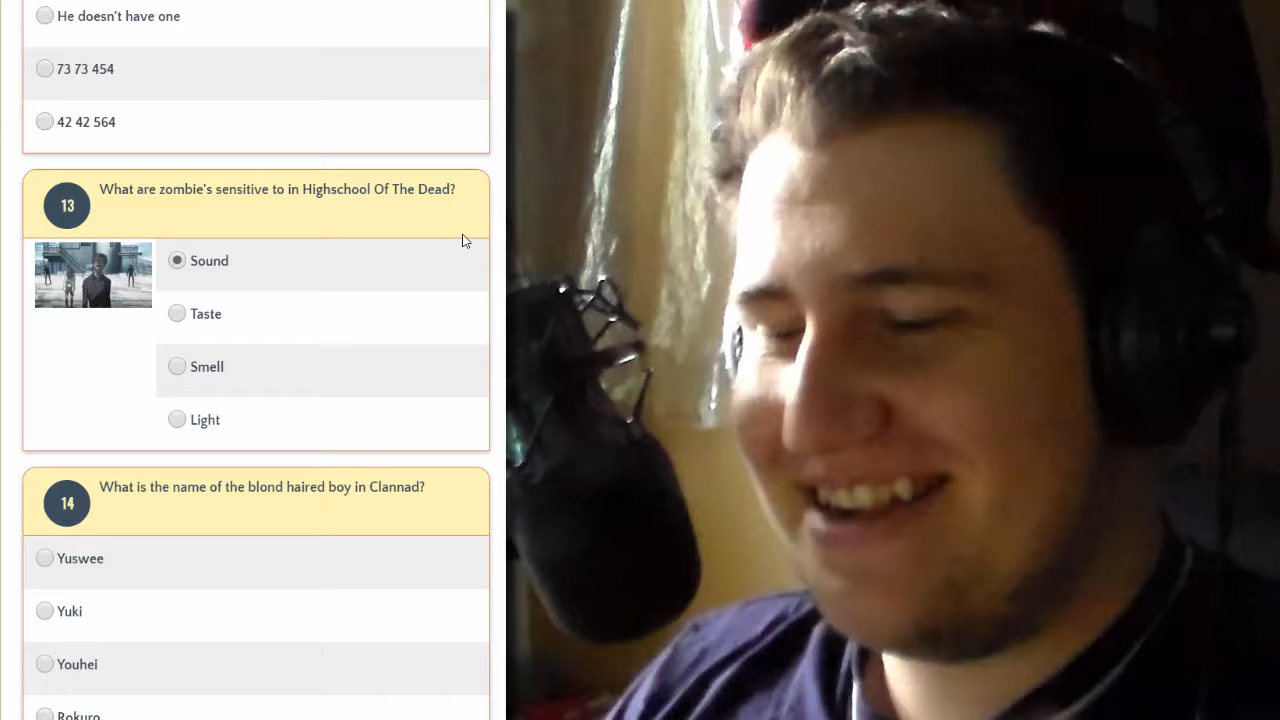 He doesn't have one
73 73 454
42 42 564
13
What are zombie's sensitive to in Highschool Of The Dead?
Sound
Taste
Smell
Light
14
What is the name of the blond haired boy in Clannad?
Yuswee
Yuki
Youhei
Rokuro